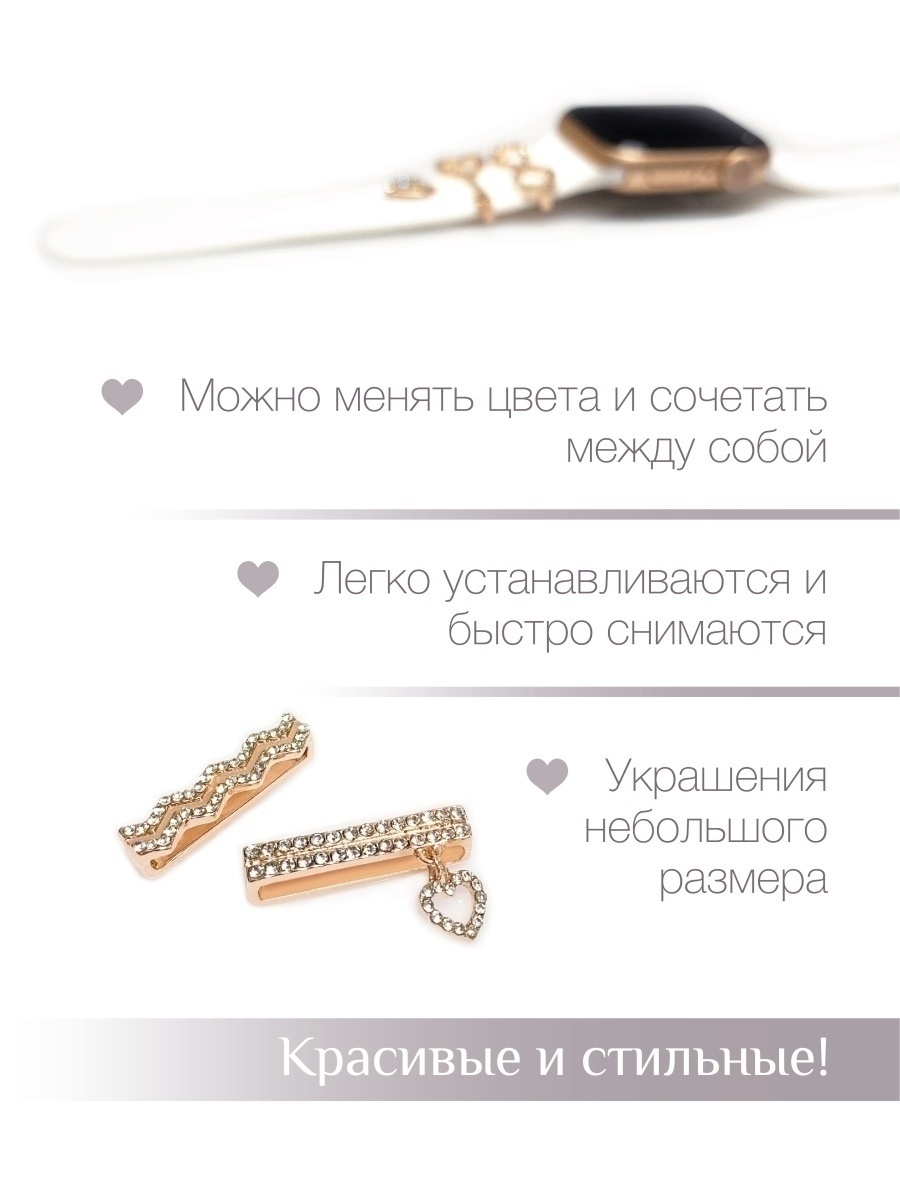 Можно менять цвета и сочетать
между собой
Легко устанавливаются и
быстро снимаются
Украшения
небольшого
размера
Красивые и стильные!